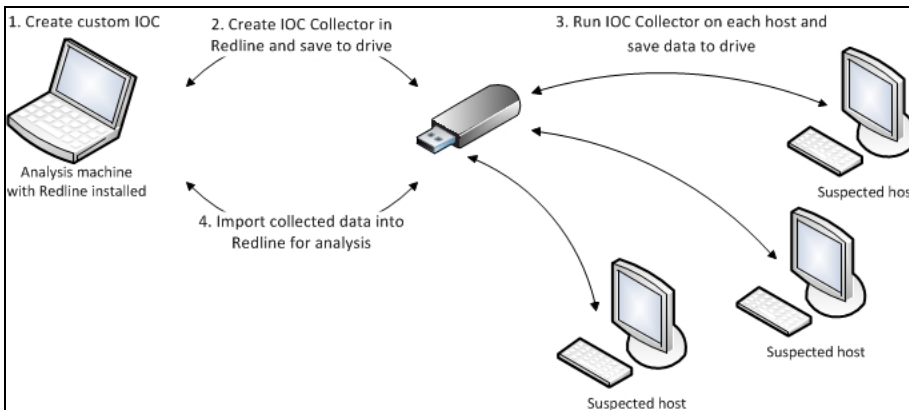 1. Create custom IOC
2. Create IOC Collector in
Redline and save to drive
3. Run IOC Collector on each host and
save data to drive
Analysis machine
with Redline installed
4. Import collected data into
Redline for analysis
Suspected host
Suspected host
Suspected host